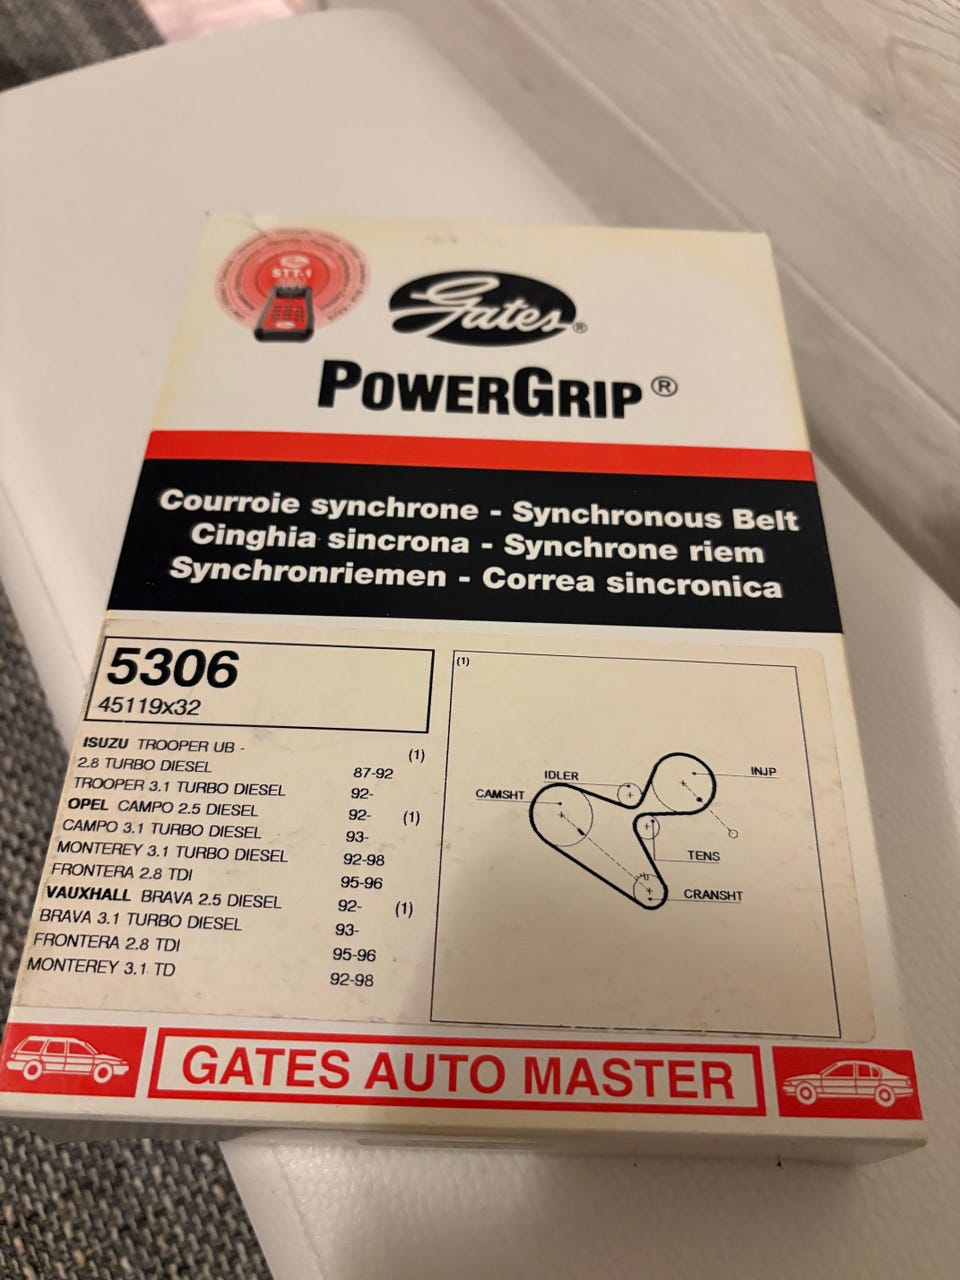 STT-1
Gates®
POWERGRIP®
Courroie synchrone - Synchronous Belt
Cinghia sincrona - Synchrone riem
Synchronriemen - Correa sincronica
5306
45119x32
ISUZU TROOPER UB - (1)
2.8 TURBO DIESEL 87-92
TROOPER 3.1 TURBO DIESEL 92-
OPEL CAMPO 2.5 DIESEL 92- (1)
CAMPO 3.1 TURBO DIESEL 93-
MONTEREY 3.1 TURBO DIESEL 92-98
FRONTERA 2.8 TDI 95-96
VAUXHALL BRAVA 2.5 DIESEL 92- (1)
BRAVA 3.1 TURBO DIESEL 93-
FRONTERA 2.8 TDI 95-96
MONTEREY 3.1 TD 92-98
(1)
INJP
IDLER
CAMSHT
TENS
CRANSHT
GATES AUTO MASTER